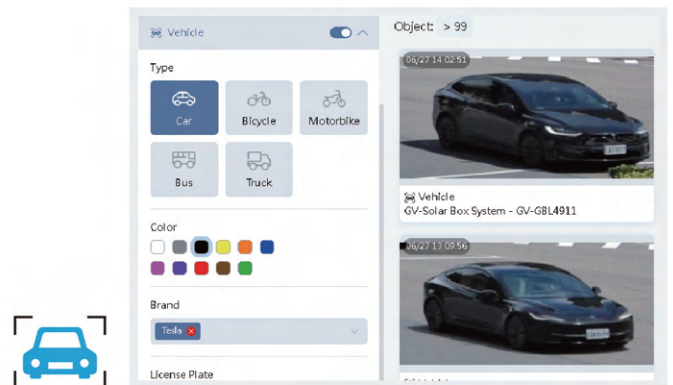 Vehicle
Type
Car
Bicycle
Motorbike
Bus
Truck
Color
Brand
Tesla
License Plate
Object: > 99
06/27 14:02:51
Vehicle
GV-Solar Box System - GV-GBL4911
06/27 13:09:56